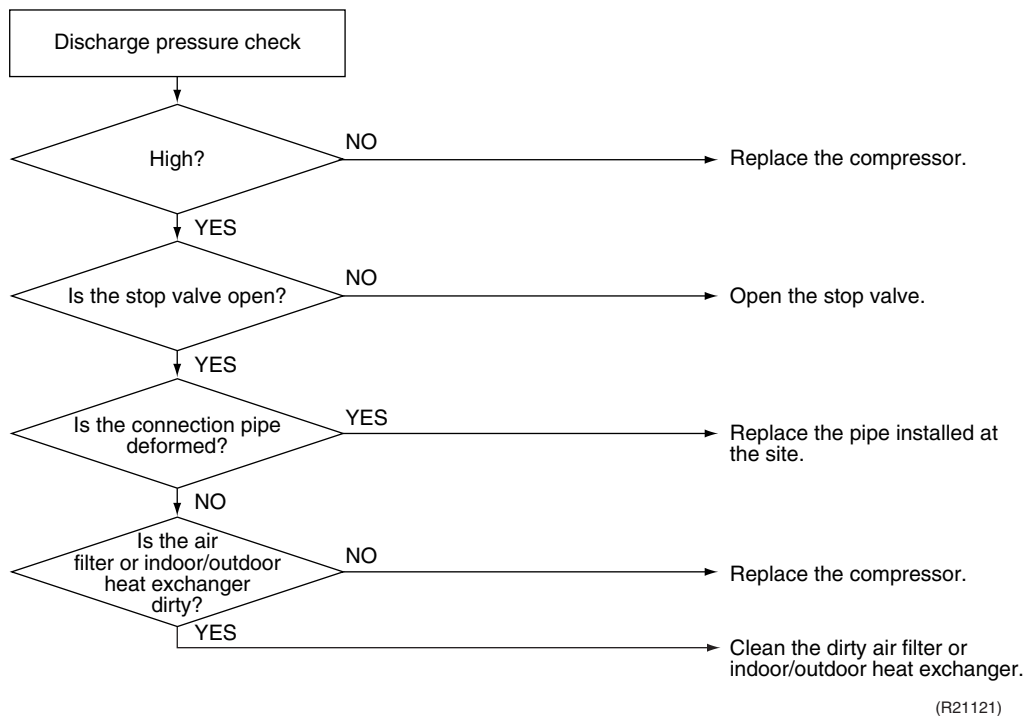 Discharge pressure check
High?
NO
Replace the compressor.
YES
Is the stop valve open?
NO
Open the stop valve.
YES
Is the connection pipe
deformed?
YES
Replace the pipe installed at
the site.
NO
Is the air
filter or indoor/outdoor
heat exchanger
dirty?
NO
Replace the compressor.
YES
Clean the dirty air filter or
indoor/outdoor heat exchanger.
(R21121)